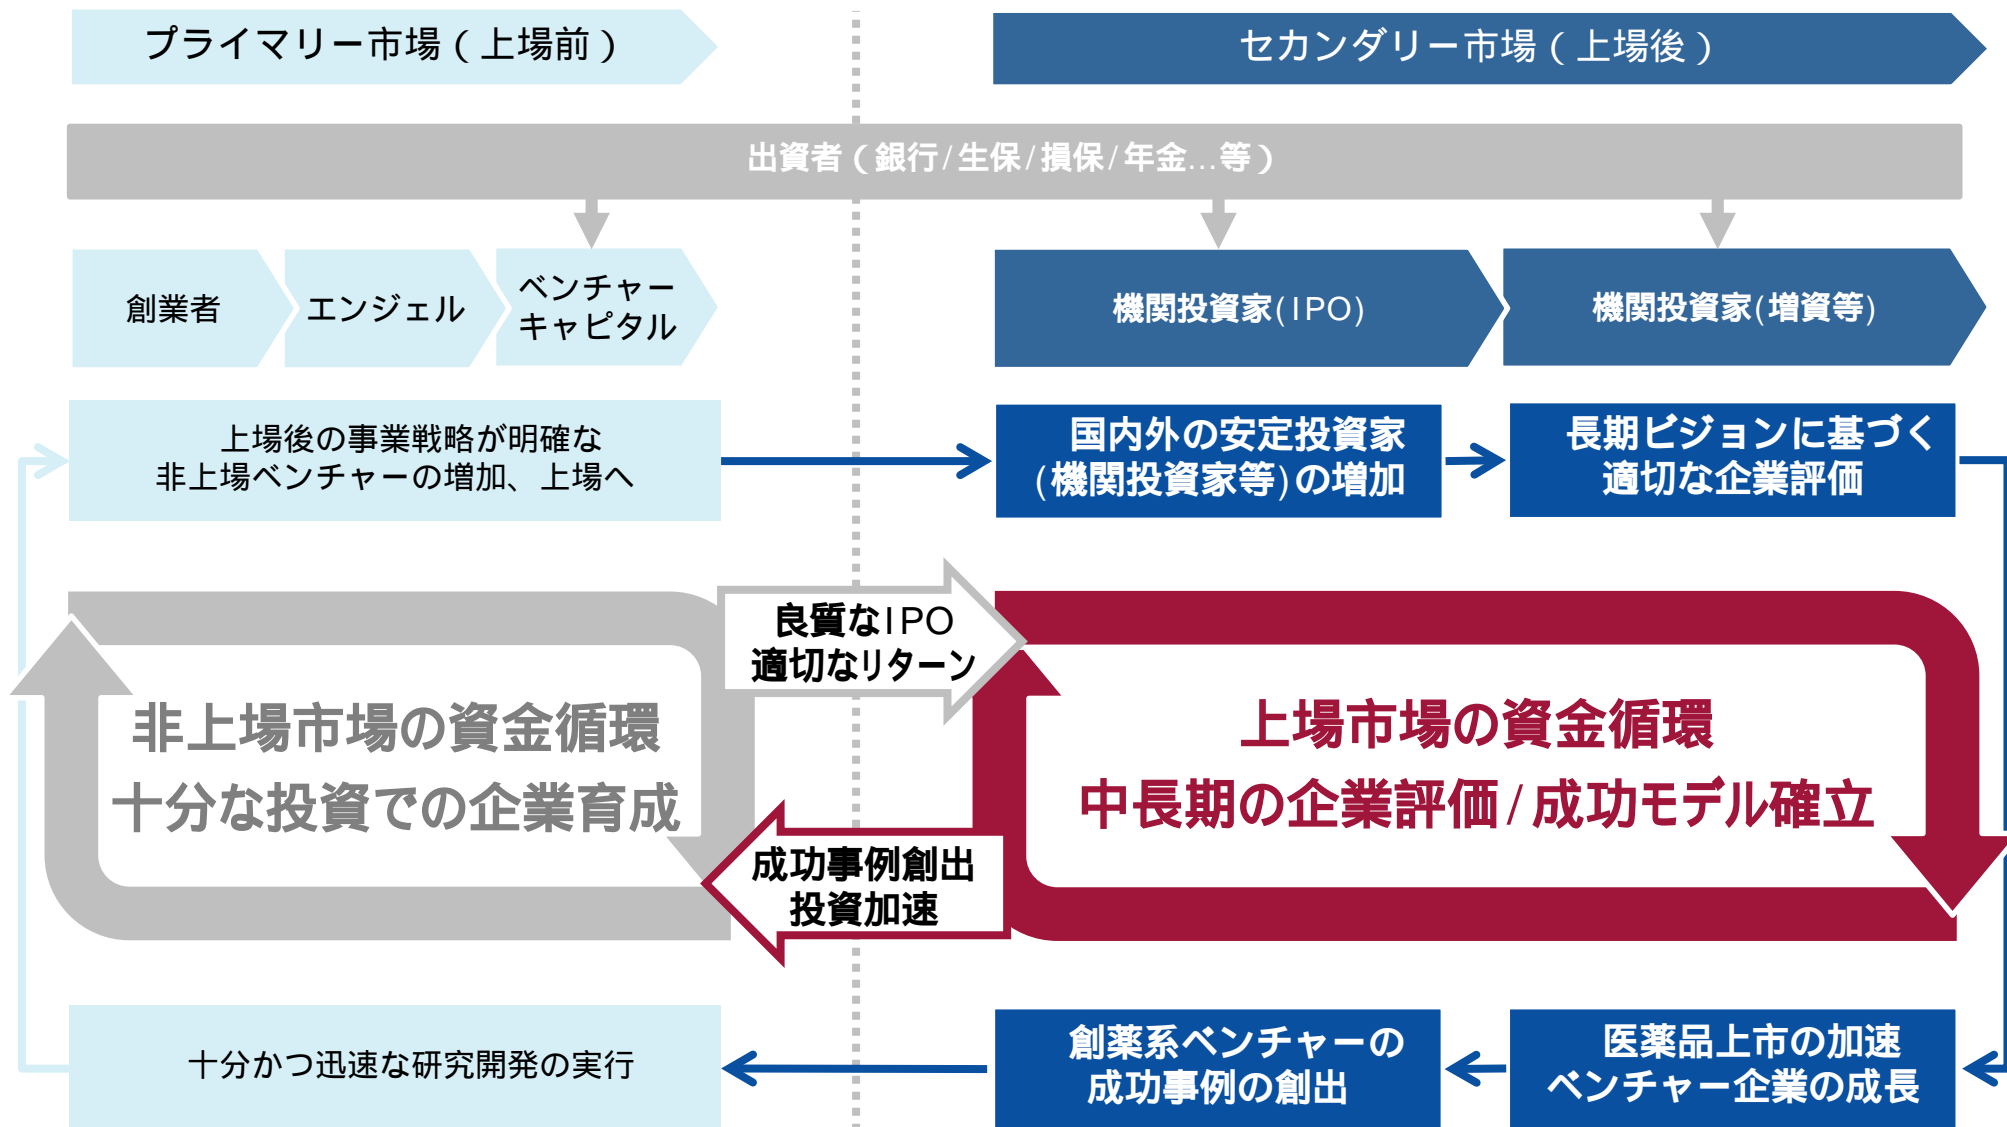 プライマリー市場（上場前）
セカンダリー市場（上場後）
出資者（銀行/生保/損保/年金…等）
創業者
エンジェル
ベンチャー
キャピタル
機関投資家(IPO)
機関投資家(増資等)
上場後の事業戦略が明確な
非上場ベンチャーの増加、上場へ
国内外の安定投資家
(機関投資家等)の増加
長期ビジョンに基づく
適切な企業評価
良質なIPO
適切なリターン
非上場市場の資金循環
十分な投資での企業育成
上場市場の資金循環
中長期の企業評価/成功モデル確立
成功事例創出
投資加速
十分かつ迅速な研究開発の実行
創薬系ベンチャーの
成功事例の創出
医薬品上市の加速
ベンチャー企業の成長